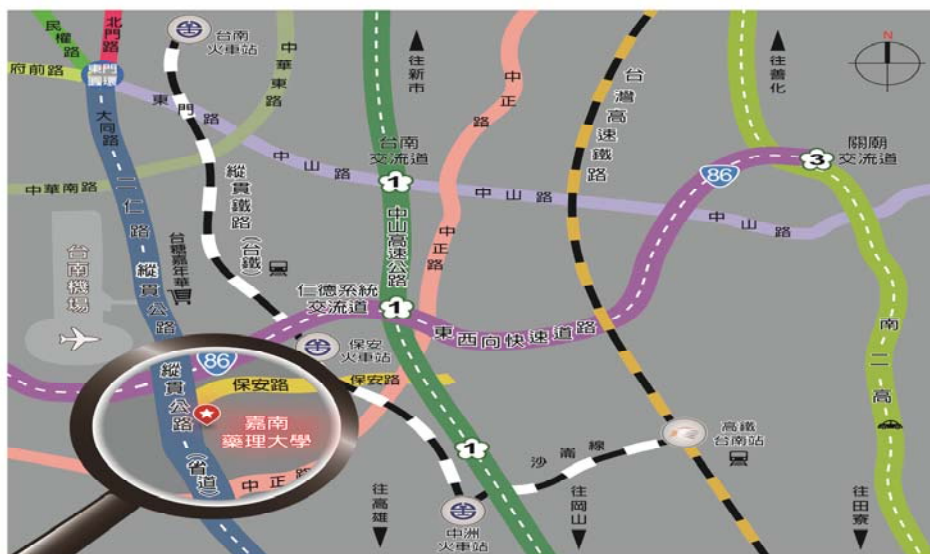 民權路
北門路
府前路
東門圓環
大同路
台南
火車站
中華東路
東門路
往新市
中正路
台灣高速鐵路
往善化
N
台南
交流道
1
中山路
中山路
中山路
86
關廟
交流道
3
中華南路
二仁路
縱貫鐵路
(台鐵)
中山高速公路
中正路
台南機場
台糖嘉年華
縱貫公路
仁德系統
交流道
1
東西向快速道路
南二高
86
保安
火車站
縱貫公路
(省道)
保安路
保安路
嘉南
藥理大學
中正路
1
沙崙線
高鐵
台南站
往高雄
中洲
火車站
往岡山
往田寮